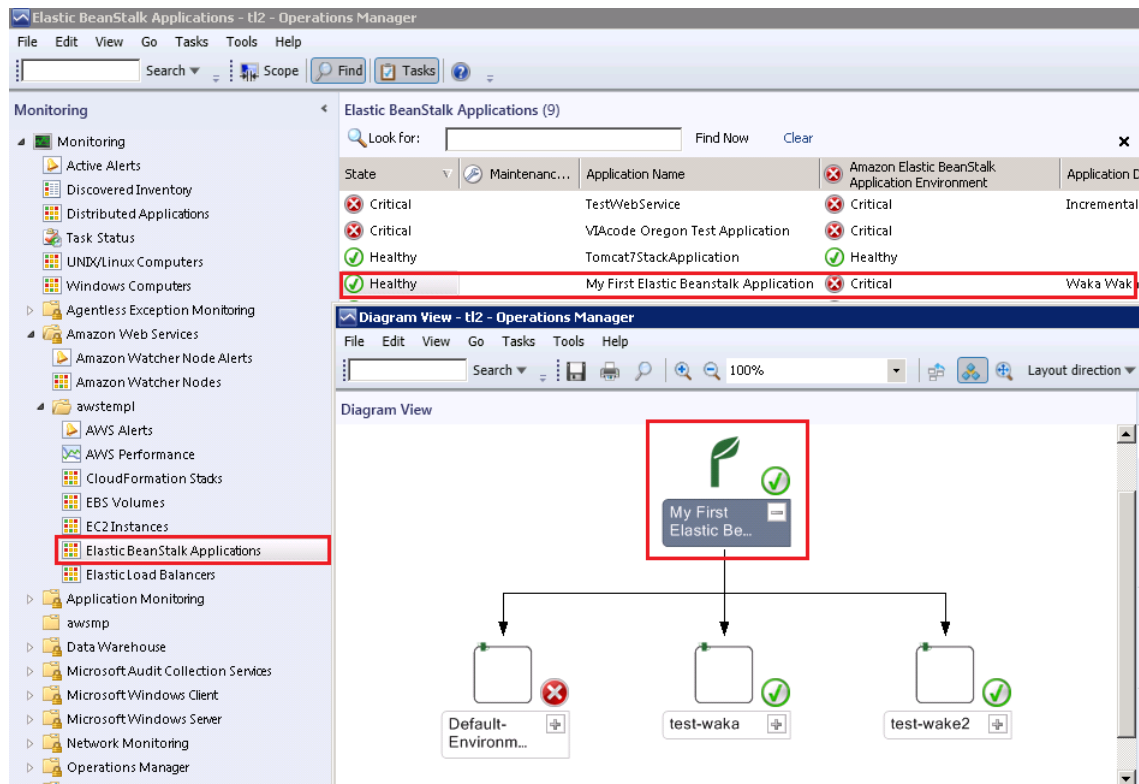 Elastic BeanStalk Applications - tl2 - Operations Manager
File Edit View Go Tasks Tools Help
Search Scope Find Tasks
Monitoring
Monitoring
Active Alerts
Discovered Inventory
Distributed Applications
Task Status
UNIX/Linux Computers
Windows Computers
Agentless Exception Monitoring
Amazon Web Services
Amazon Watcher Node Alerts
Amazon Watcher Nodes
awstempl
AWS Alerts
AWS Performance
CloudFormation Stacks
EBS Volumes
EC2 Instances
Elastic BeanStalk Applications
Elastic Load Balancers
Application Monitoring
awsmp
Data Warehouse
Microsoft Audit Collection Services
Microsoft Windows Client
Microsoft Windows Server
Network Monitoring
Operations Manager
Elastic BeanStalk Applications (9)
Look for: Find Now Clear
State Maintenanc... Application Name Amazon Elastic BeanStalk Application Environment Application D
Critical TestWebService Critical Incremental
Critical VIAcode Oregon Test Application Critical
Healthy Tomcat7StackApplication Healthy
Healthy My First Elastic Beanstalk Application Critical Waka Wak
Diagram View - tl2 - Operations Manager
File Edit View Go Tasks Tools Help
Search 100% Layout direction
Diagram View
My First
Elastic Be...
Default-
Environm...
test-waka
test-wake2